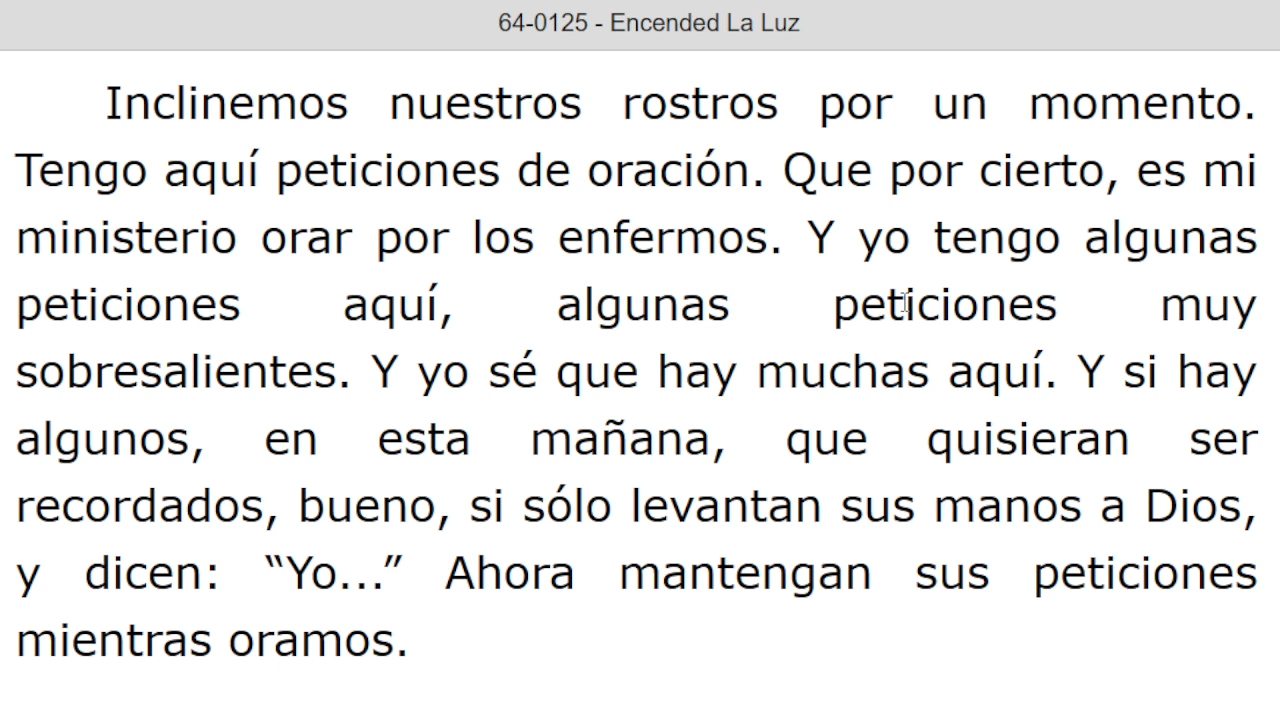 64-0125 - Encended La Luz
Inclinemos nuestros rostros por un momento.
Tengo aquí peticiones de oración. Que por cierto, es mi
ministerio orar por los enfermos. Y yo tengo algunas
peticiones aquí, algunas peticiones muy
sobresalientes. Y yo sé que hay muchas aquí. Y si hay
algunos, en esta mañana, que quisieran ser
recordados, bueno, si sólo levantan sus manos a Dios,
y dicen: “Yo...” Ahora mantengan sus peticiones
mientras oramos.